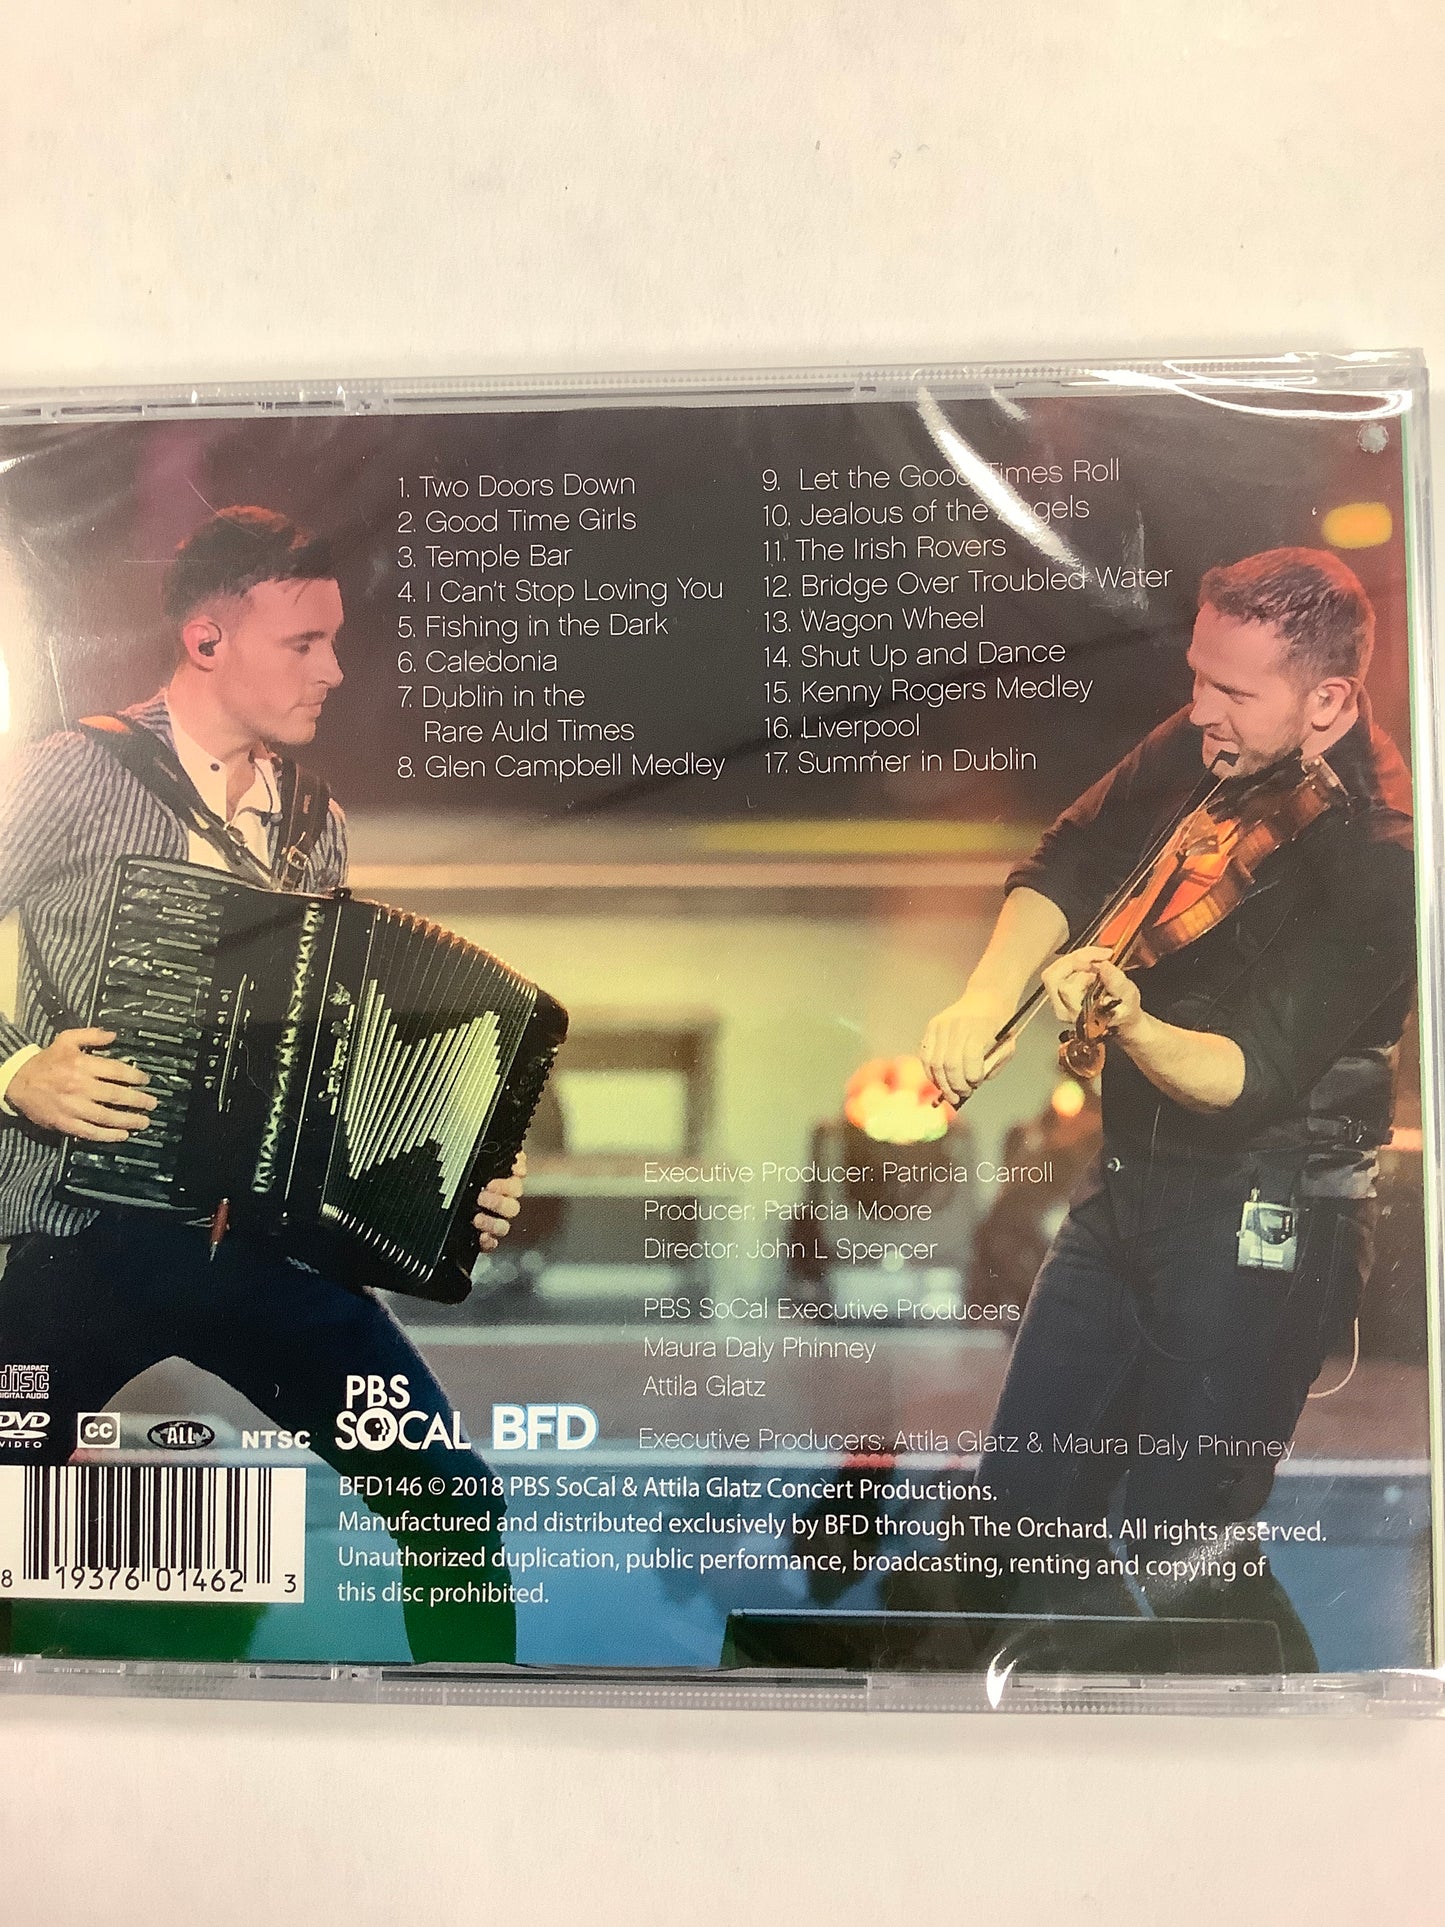 1. Two Doors Down
2. Good Time Girls
3. Temple Bar
4. I Can't Stop Loving You
5. Fishing in the Dark
6. Caledonia
7. Dublin in the
Rare Auld Times
8. Glen Campbell Medley
9. Let the Good Times Roll
10. Jealous of the Angels
11. The Irish Rovers
12. Bridge Over Troubled Water
13. Wagon Wheel
14. Shut Up and Dance
15. Kenny Rogers Medley
16. Liverpool
17. Summer in Dublin
Executive Producer: Patricia Carroll
Producer: Patricia Moore
Director: John L Spencer
PBS SoCal Executive Producers
Maura Daly Phinney
Attila Glatz
Executive Producers: Attila Glatz & Maura Daly Phinney
COMPACT
disc
DIGITAL AUDIO
DVD
VIDEO
CC
ALL
NTSC
PBS
SOCAL
BFD
BFD146 © 2018 PBS SoCal & Attila Glatz Concert Productions.
Manufactured and distributed exclusively by BFD through The Orchard. All rights reserved.
Unauthorized duplication, public performance, broadcasting, renting and copying of
this disc prohibited.
8 19376 01462 3